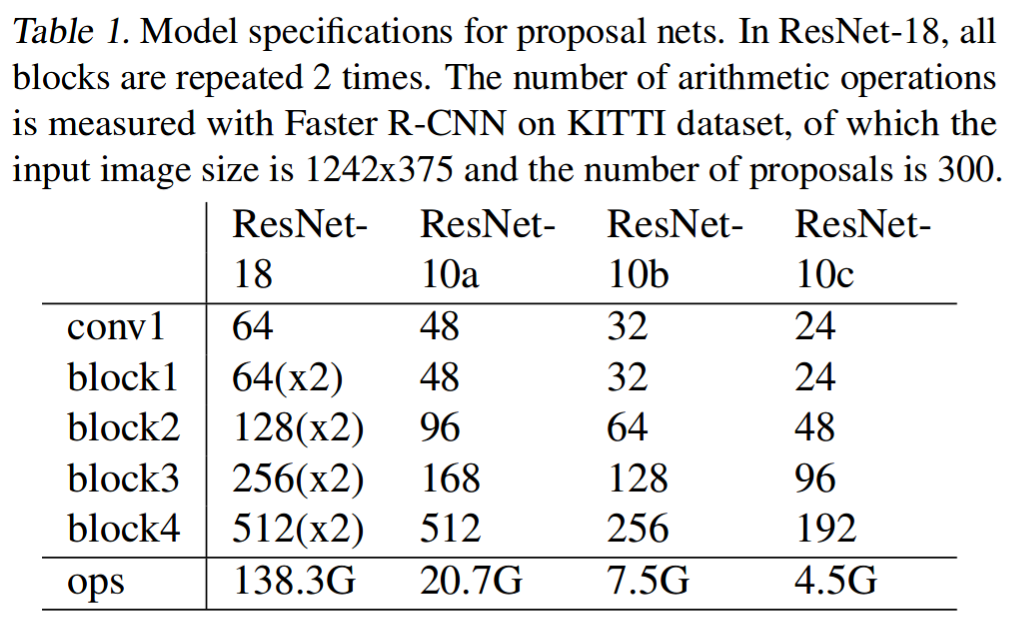 Table 1. Model specifications for proposal nets. In ResNet-18, all
blocks are repeated 2 times. The number of arithmetic operations
is measured with Faster R-CNN on KITTI dataset, of which the
input image size is 1242x375 and the number of proposals is 300.
ResNet- ResNet- ResNet- ResNet-
18 10a 10b 10c
conv1 64 48 32 24
block1 64(x2) 48 32 24
block2 128(x2) 96 64 48
block3 256(x2) 168 128 96
block4 512(x2) 512 256 192
ops 138.3G 20.7G 7.5G 4.5G